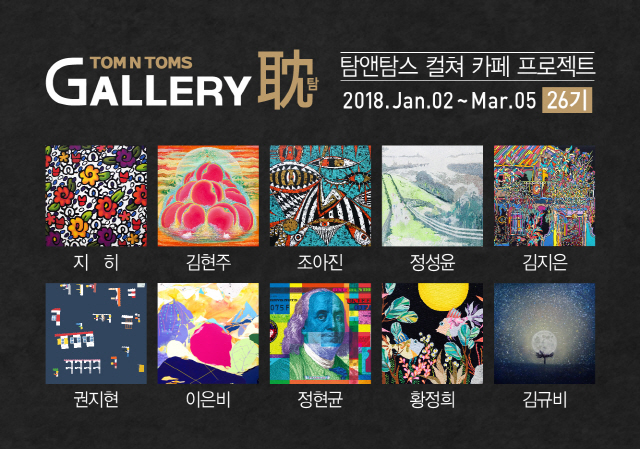 TOM N TOMS
GALLERY 耽 탐
탐앤탐스 컬쳐 카페 프로젝트
2018.Jan.02 ~ Mar.05 26기
지 히 김현주 조아진 정성윤 김지은
권지현 이은비 정현균 황정희 김규비